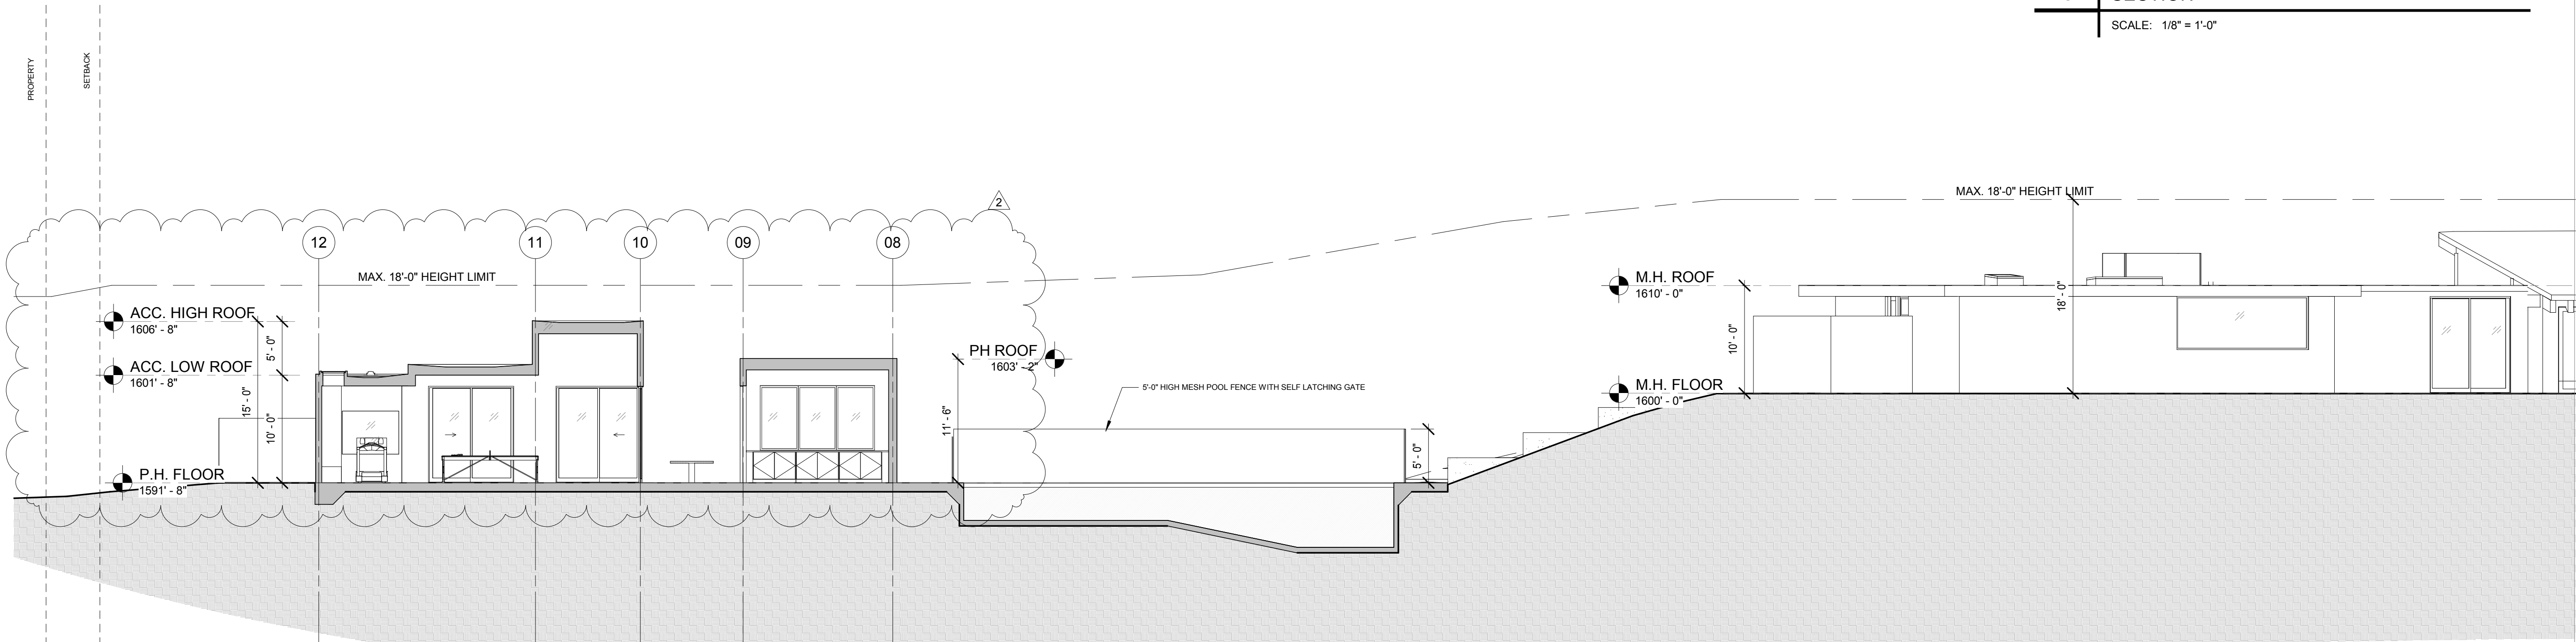 SCALE: 1/8" = 1'-0"
PROPERTY
SETBACK
2
MAX. 18'-0" HEIGHT LIMIT
12
11
10
09
08
MAX. 18'-0" HEIGHT LIMIT
ACC. HIGH ROOF
1606' - 8"
ACC. LOW ROOF
1601' - 8"
P.H. FLOOR
1591' - 8"
15' - 0"
5' - 0"
10' - 0"
PH ROOF
1603' - 2"
11' - 6"
5'-0" HIGH MESH POOL FENCE WITH SELF LATCHING GATE
5' - 0"
M.H. ROOF
1610' - 0"
M.H. FLOOR
1600' - 0"
10' - 0"
18' - 0"